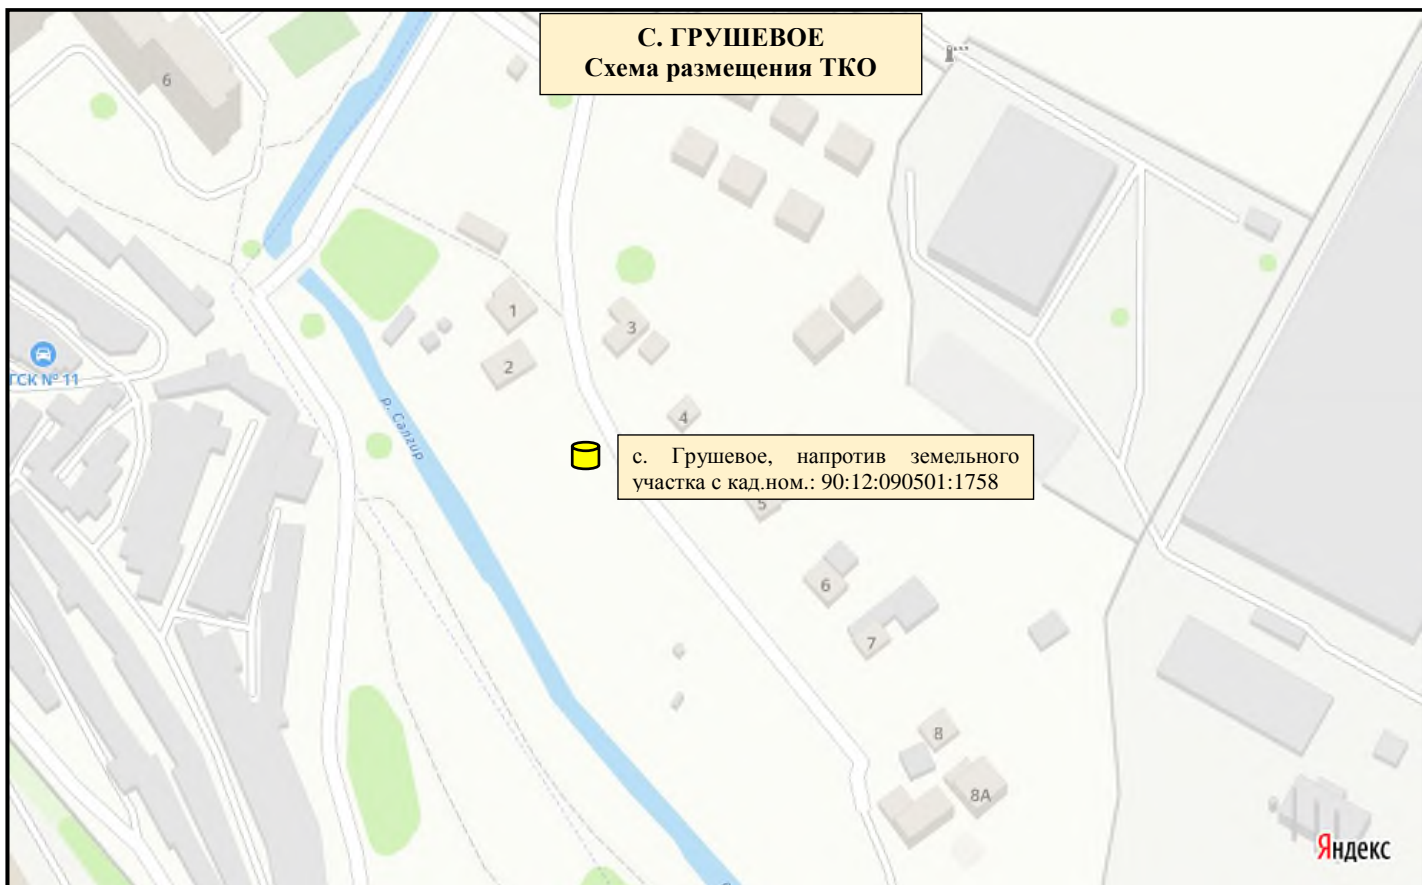 С. ГРУШЕВОЕ
Схема размещения ТКО
6
1
3
2
ГСК № 11
4
р. Салгир
с. Грушевое, напротив земельного
участка с кад.ном.: 90:12:090501:1758
5
6
7
8
8А
Яндекс